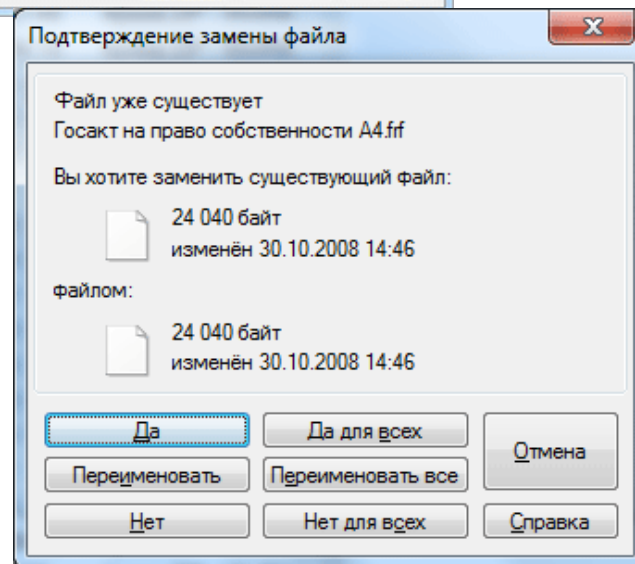 Подтверждение замены файла
Файл уже существует
Госакт на право собственности А4.frf
Вы хотите заменить существующий файл:
24 040 байт
изменён 30.10.2008 14:46
файлом:
24 040 байт
изменён 30.10.2008 14:46
Да
Да для всех
Отмена
Переименовать
Переименовать все
Нет
Нет для всех
Справка